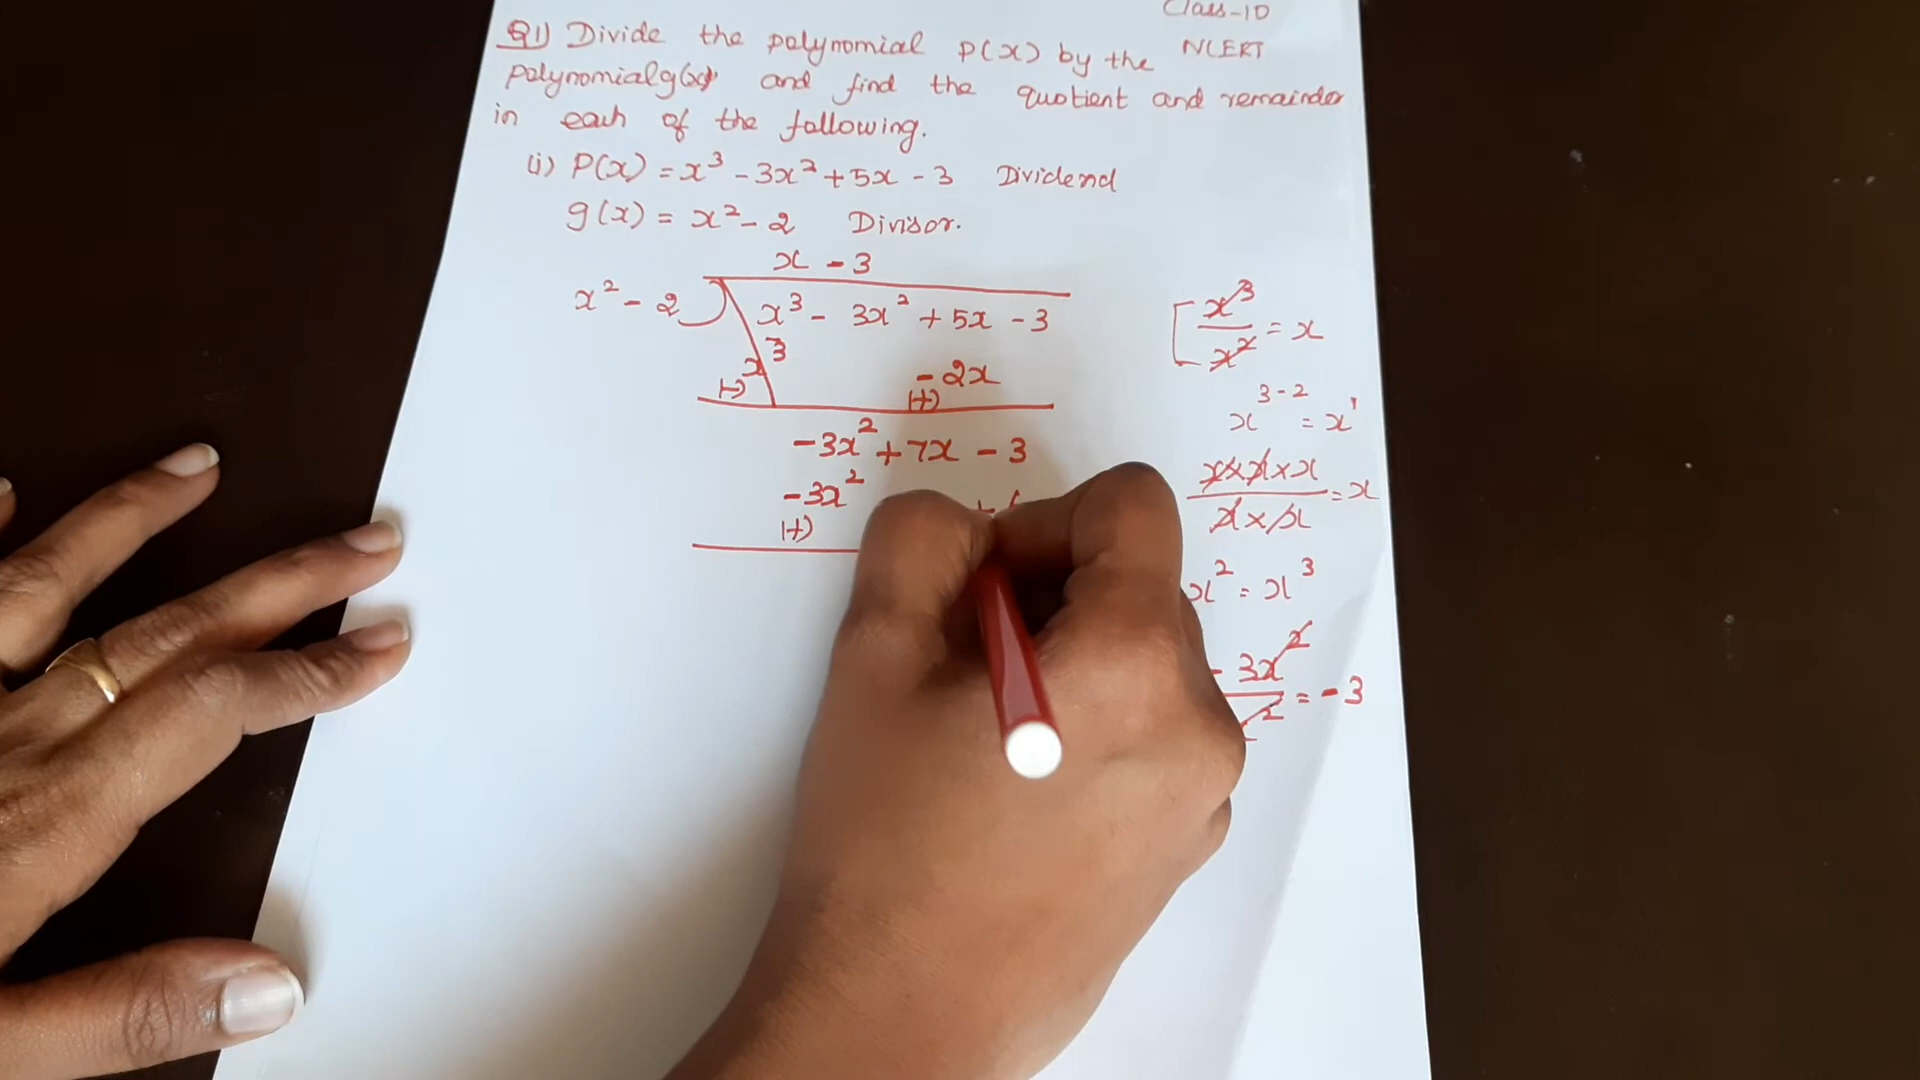 Class-10
Q1) Divide the polynomial P(x) by the NCERT
polynomial g(x) and find the quotient and remainder
in each of the following.
(i) P(x) = x³ - 3x² + 5x - 3 Dividend
g(x) = x² - 2 Divisor.
x - 3
x² - 2 ) x³ - 3x² + 5x - 3
x³ - 2x
(-) (+)
-3x² + 7x - 3
-3x² +
(+)
x³/x² = x
x³⁻² = x¹
x×x×x/x×x = x
x² = x³
- 3x²/x² = -3